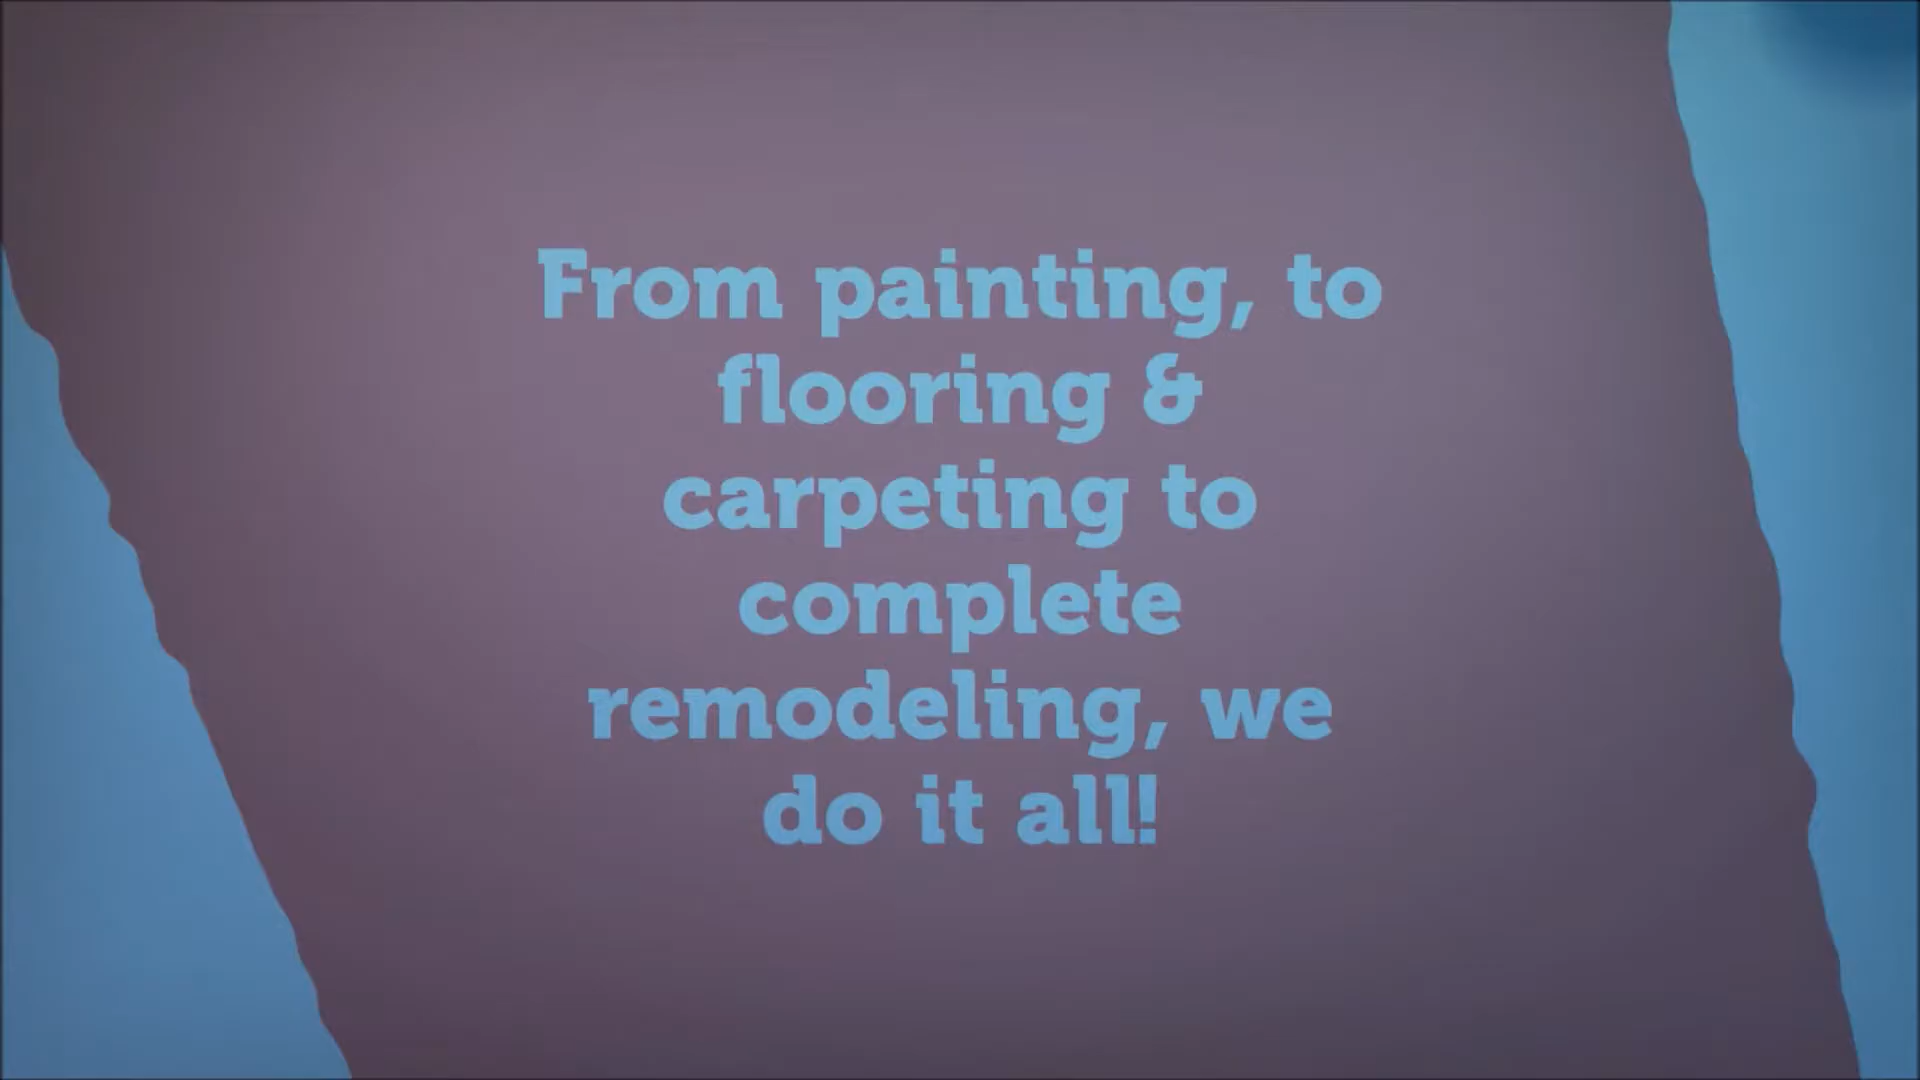 From painting, to
flooring &
carpeting to
complete
remodeling, we
do it all!